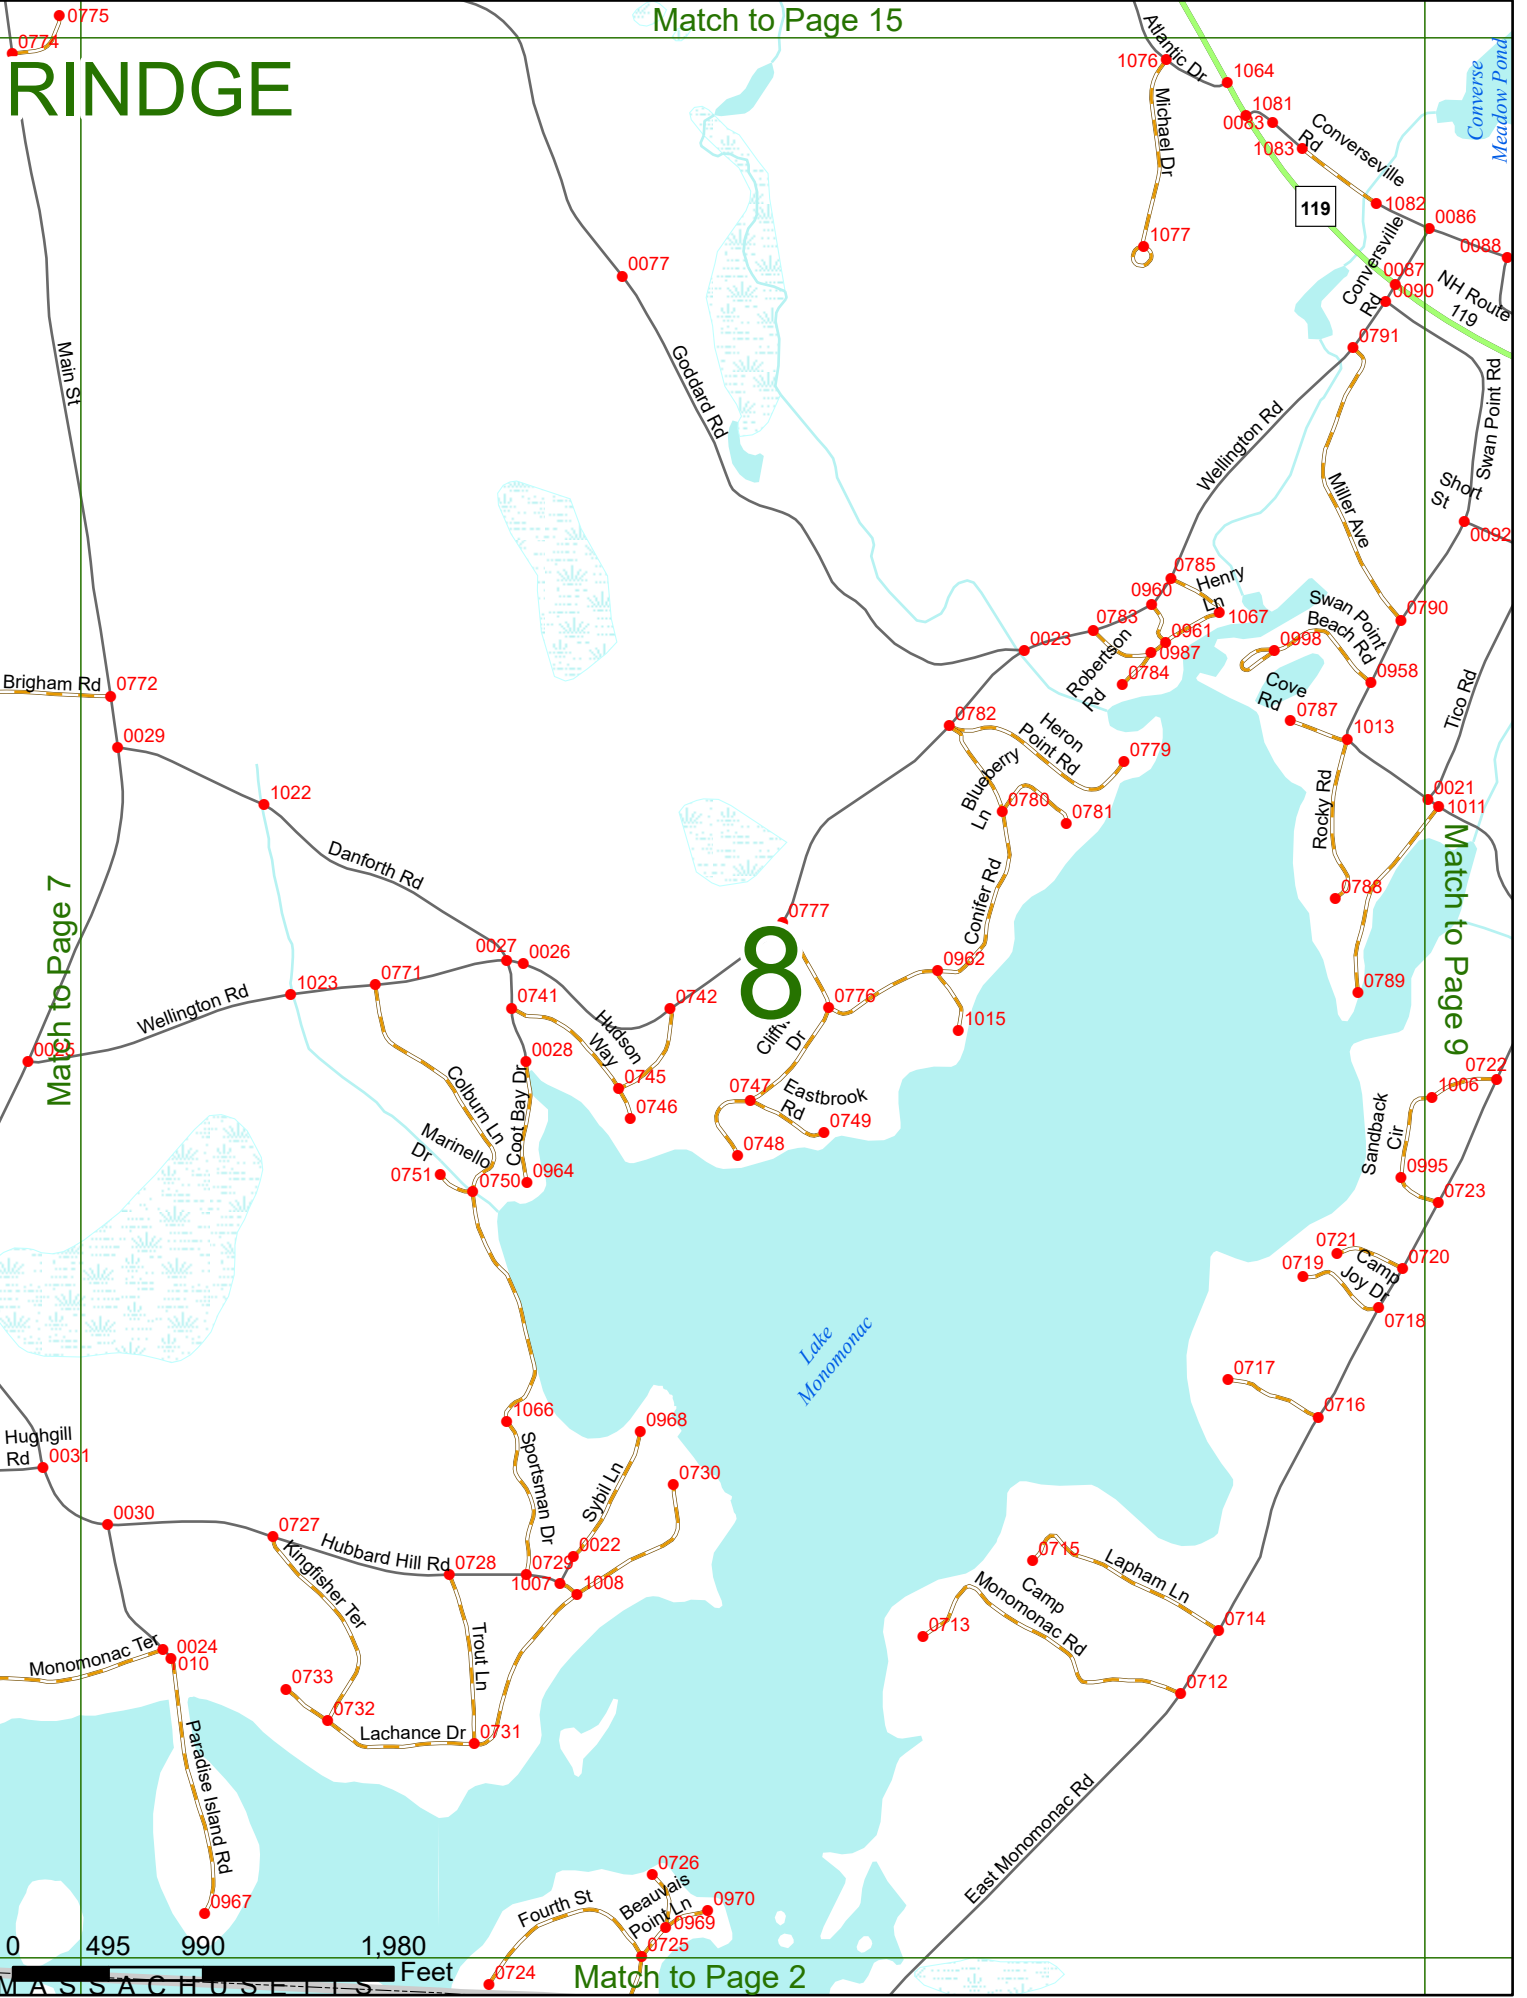 Match to Page 15
0775
0774
RINDGE
Atlantic Dr
1076
1064
Michael Dr
1081
0083
1083
Converseville
Rd
Converse
Meadow Pond
119
1082
0086
1077
0088
Conversville
Rd
0087
0090
NH Route
119
0077
0791
Main St
Goddard Rd
Wellington Rd
Swan Point Rd
Miller Ave
Short
St
0092
0785
Henry
Ln
0960
1067
0783
0961
0987
0023
Robertson
Rd
0784
Swan Point
Beach Rd
0998
0790
0958
Brigham Rd
0772
Cove
Rd
0787
1013
Tico Rd
0029
0782
Heron
Point Rd
0779
Blueberry
Ln
0780
0781
1022
0021
1011
Rocky Rd
0788
Danforth Rd
Match to Page 7
Match to Page 9
Conifer Rd
0777
8
0027
0026
0962
0771
1023
0789
Wellington Rd
0741
0742
0776
1015
Hudson
Way
Dr
0025
0028
0745
0746
0747
Eastbrook
Rd
0749
0748
0722
1006
Colburn Ln
Coot Bay Dr
Marinello
Dr
0751
0750
0964
Sandback
Cir
0995
0723
0721
0720
0719
Camp
Joy Dr
0718
Lake
Monomonac
0717
0716
1066
0968
Hughgill
Rd
0031
Sportsman Dr
Sybil Ln
0730
0030
0727
Hubbard Hill Rd
0728
0729
0022
1007
1008
Kingfisher Ter
0715
Lapham Ln
Camp
Monomonac Rd
0714
0713
Trout Ln
Monomonac Ter
0024
010
0733
0732
0712
Lachance Dr
0731
Paradise Island Rd
East Monomonac Rd
0967
0726
Beauvais
Point Ln
0970
Fourth St
0969
0725
0724
0 495 990 1,980
Feet
MASSACHUSETTS
Match to Page 2